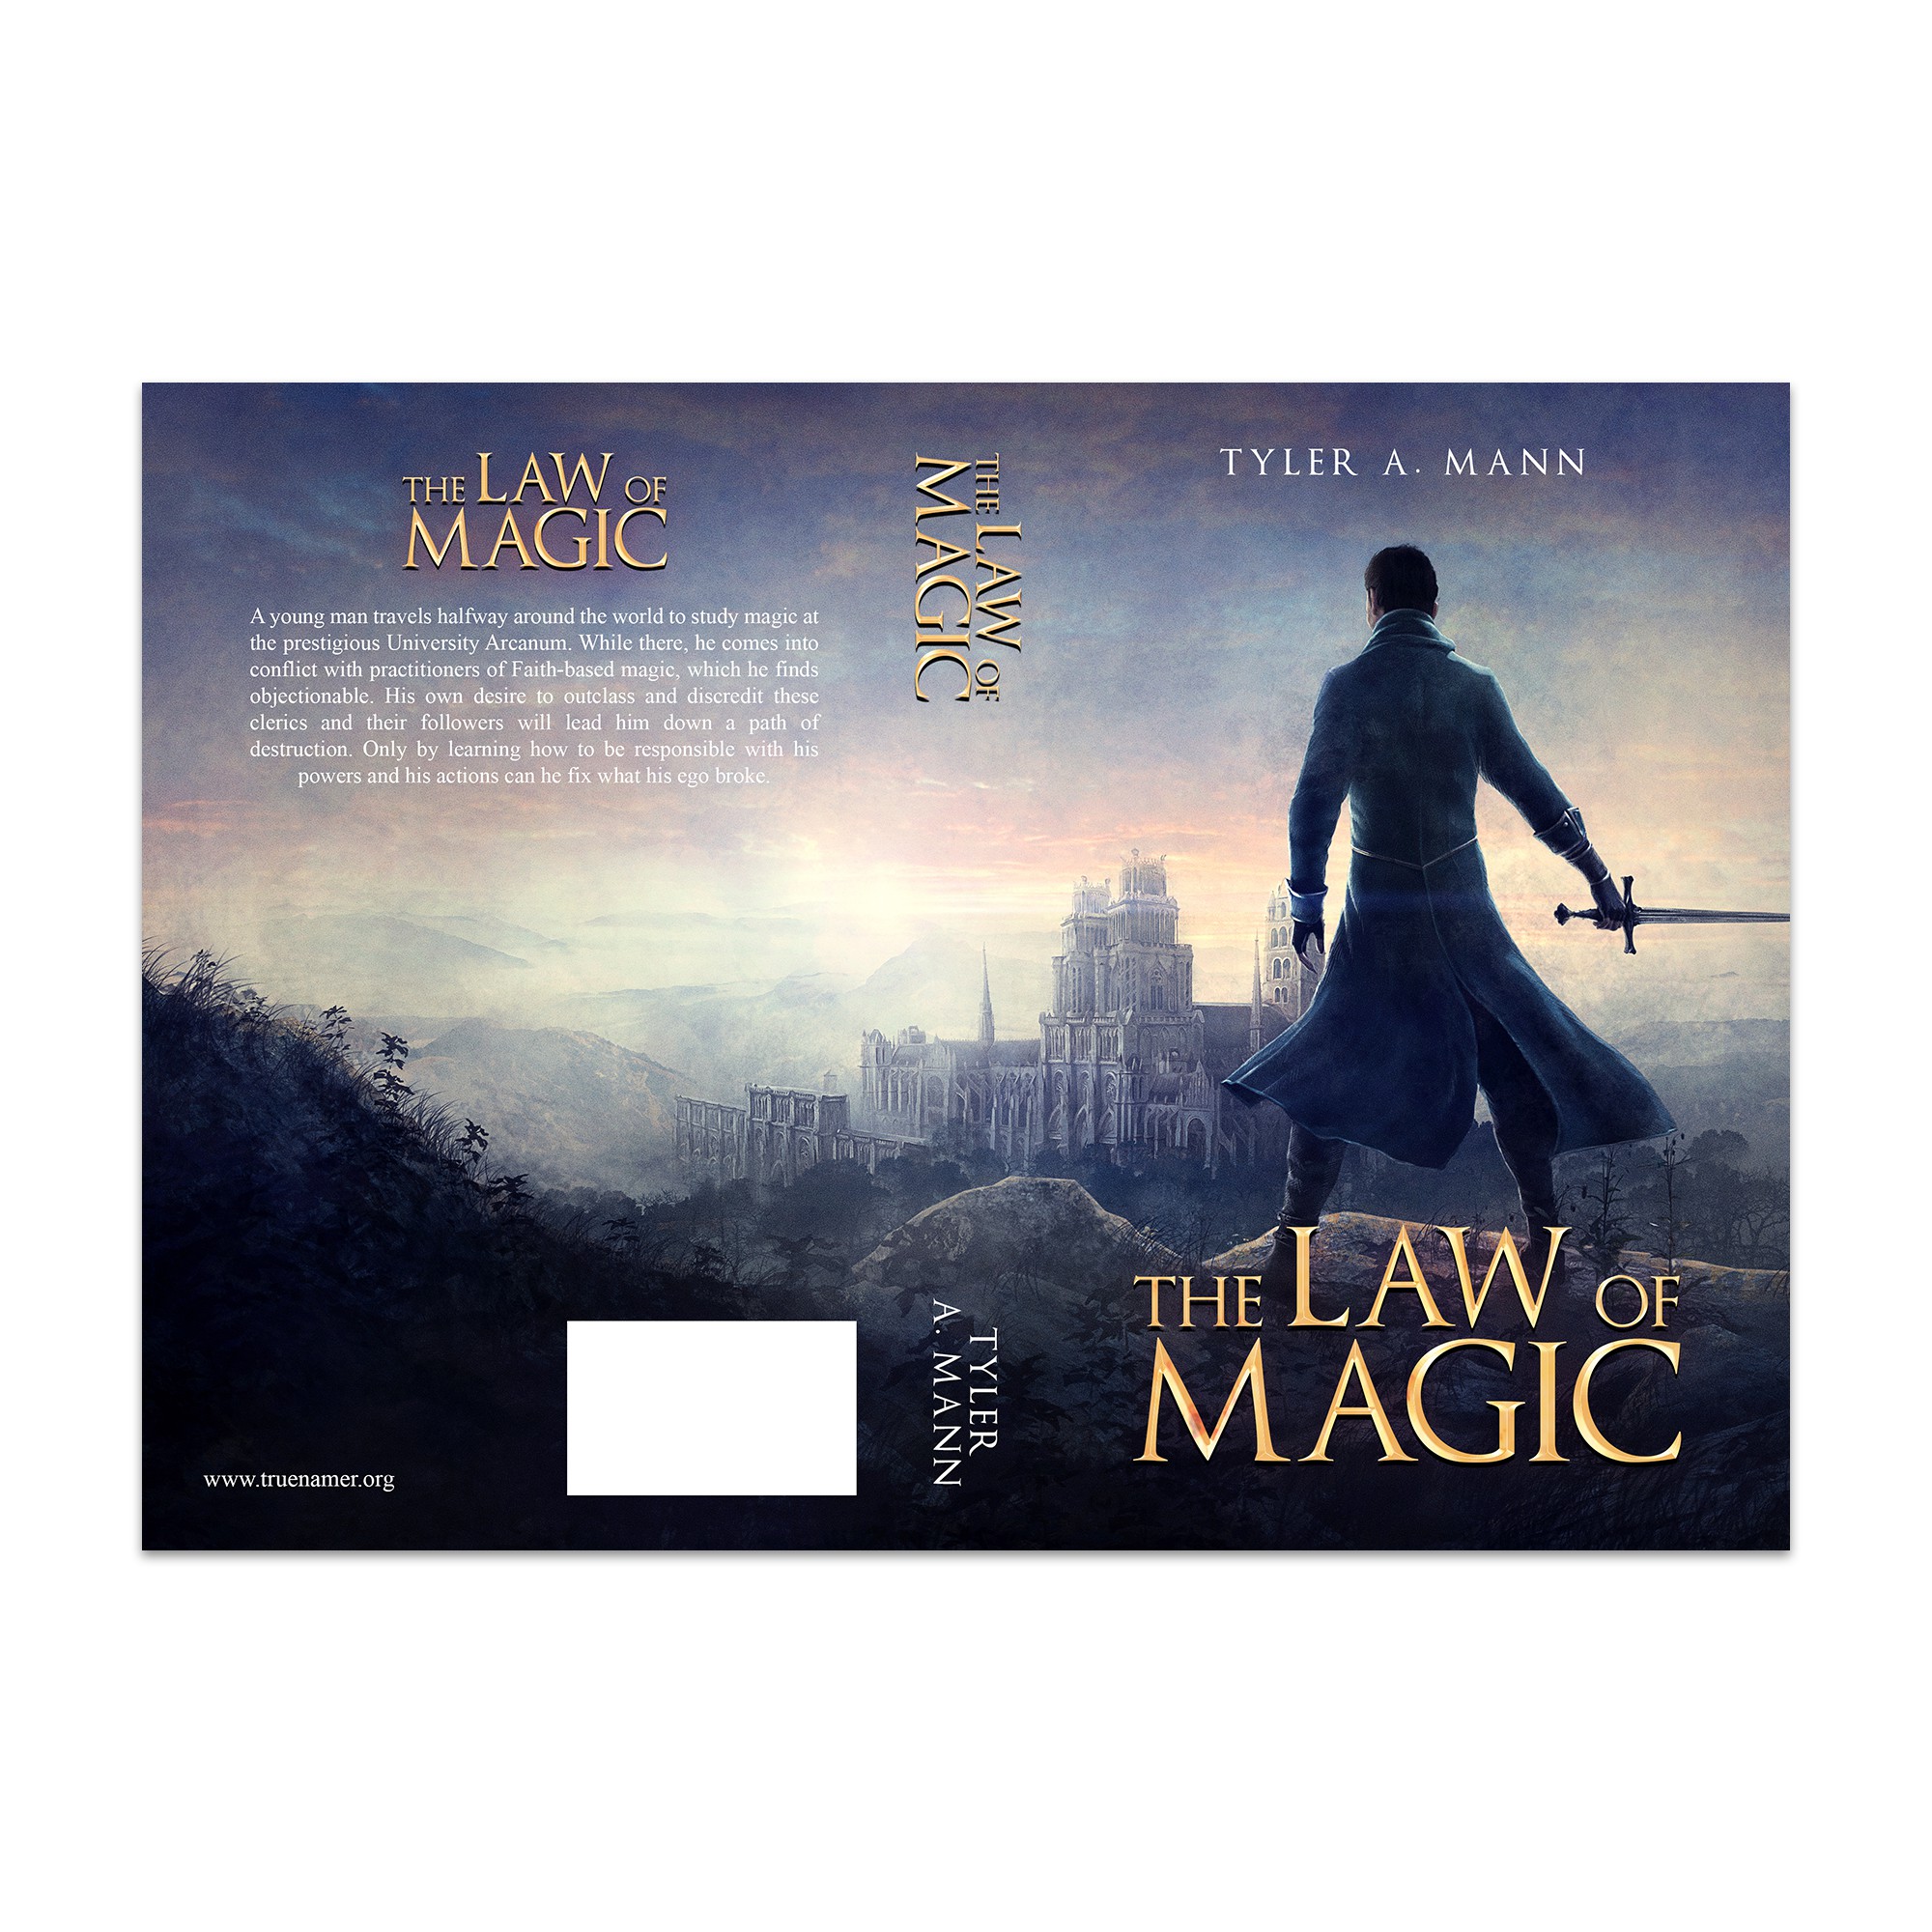 THE LAW OF
MAGIC
A young man travels halfway around the world to study magic at
the prestigious University Arcanum. While there, he comes into
conflict with practitioners of Faith-based magic, which he finds
objectionable. His own desire to outclass and discredit these
clerics and their followers will lead him down a path of
destruction. Only by learning how to be responsible with his
powers and his actions can he fix what his ego broke.
www.truenamer.org
THE LAW OF
MAGIC
TYLER
A. MANN
TYLER A. MANN
THE LAW OF
MAGIC